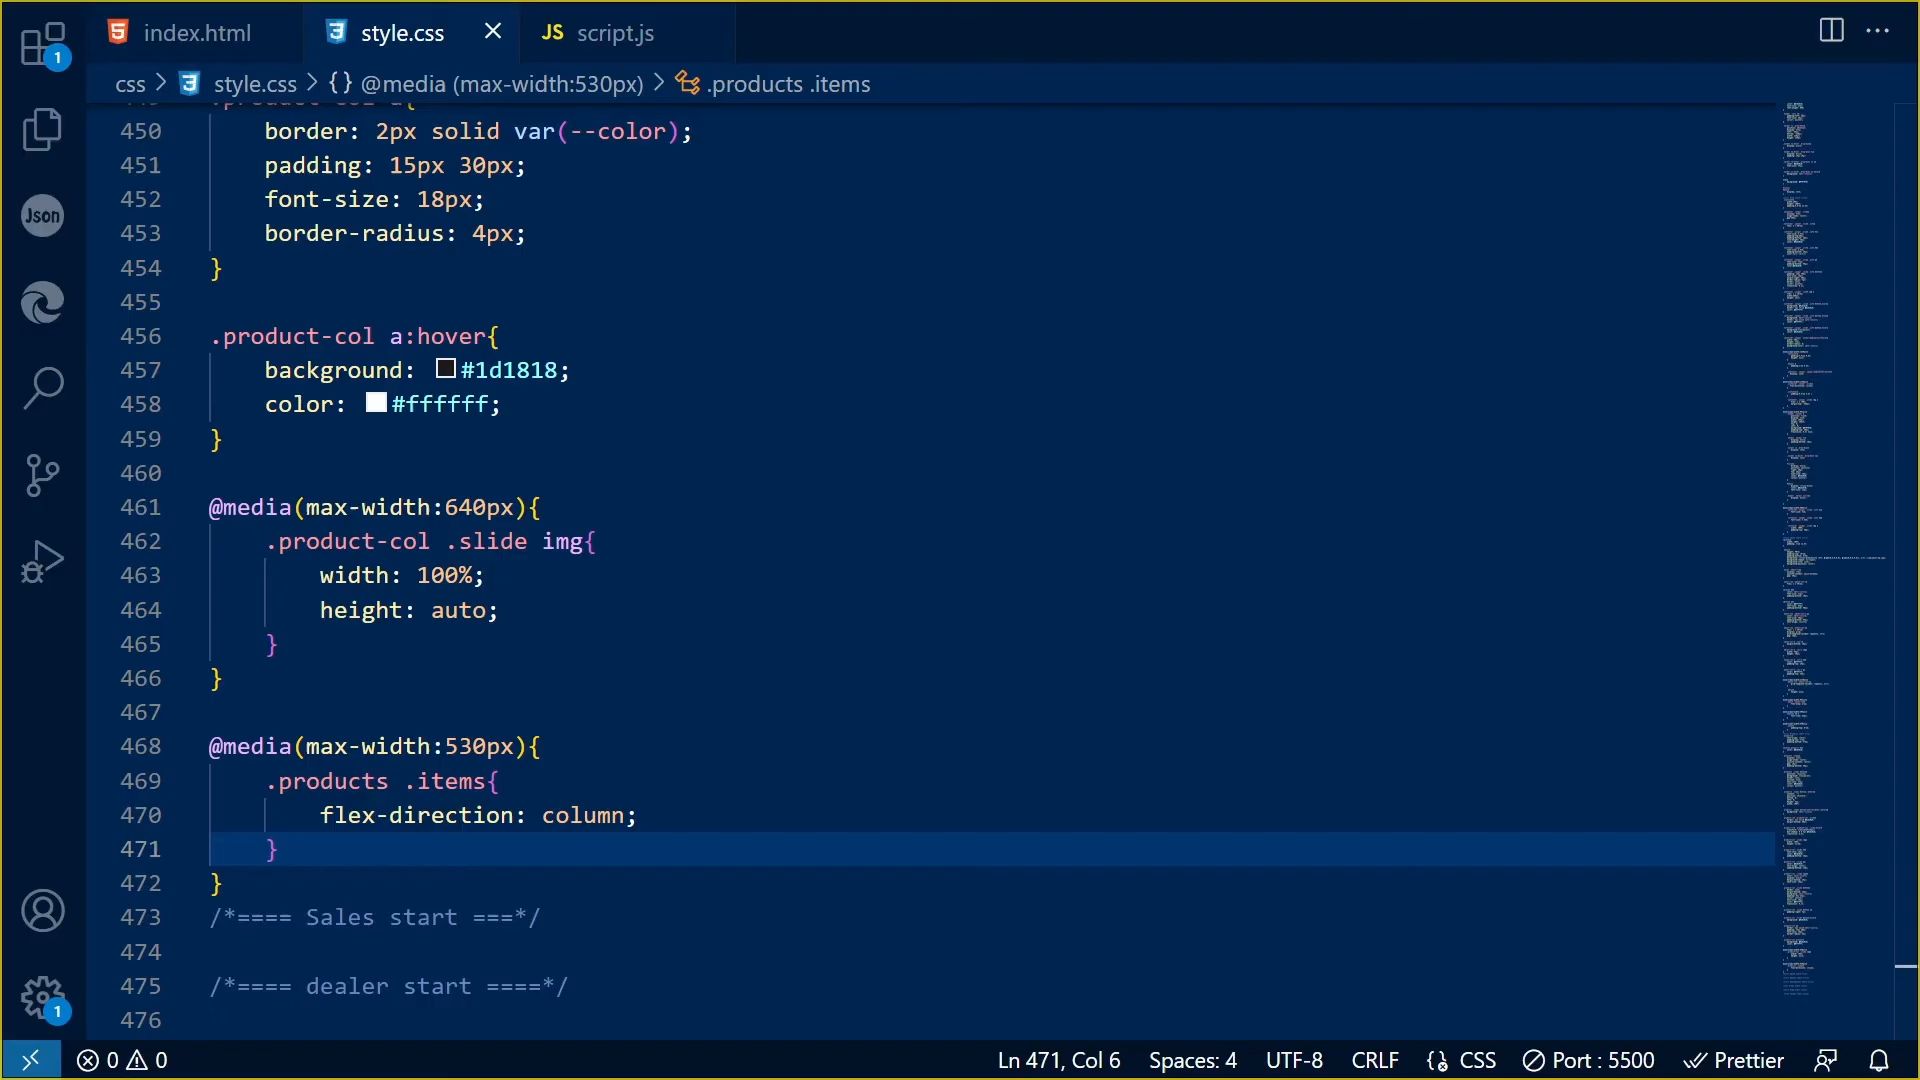 index.html style.css JS script.js
css style.css {} @media (max-width:530px) .products .items
450 border: 2px solid var(--color);
451 padding: 15px 30px;
452 font-size: 18px;
453 border-radius: 4px;
454 }
455
456 .product-col a:hover{
457 background: #1d1818;
458 color: #ffffff;
459 }
460
461 @media(max-width:640px){
462 .product-col .slide img{
463 width: 100%;
464 height: auto;
465 }
466 }
467
468 @media(max-width:530px){
469 .products .items{
470 flex-direction: column;
471 }
472 }
473 /*==== Sales start ===*/
474
475 /*==== dealer start ====*/
476
1
Json
1
0 0 Ln 471, Col 6 Spaces: 4 UTF-8 CRLF CSS Port : 5500 Prettier